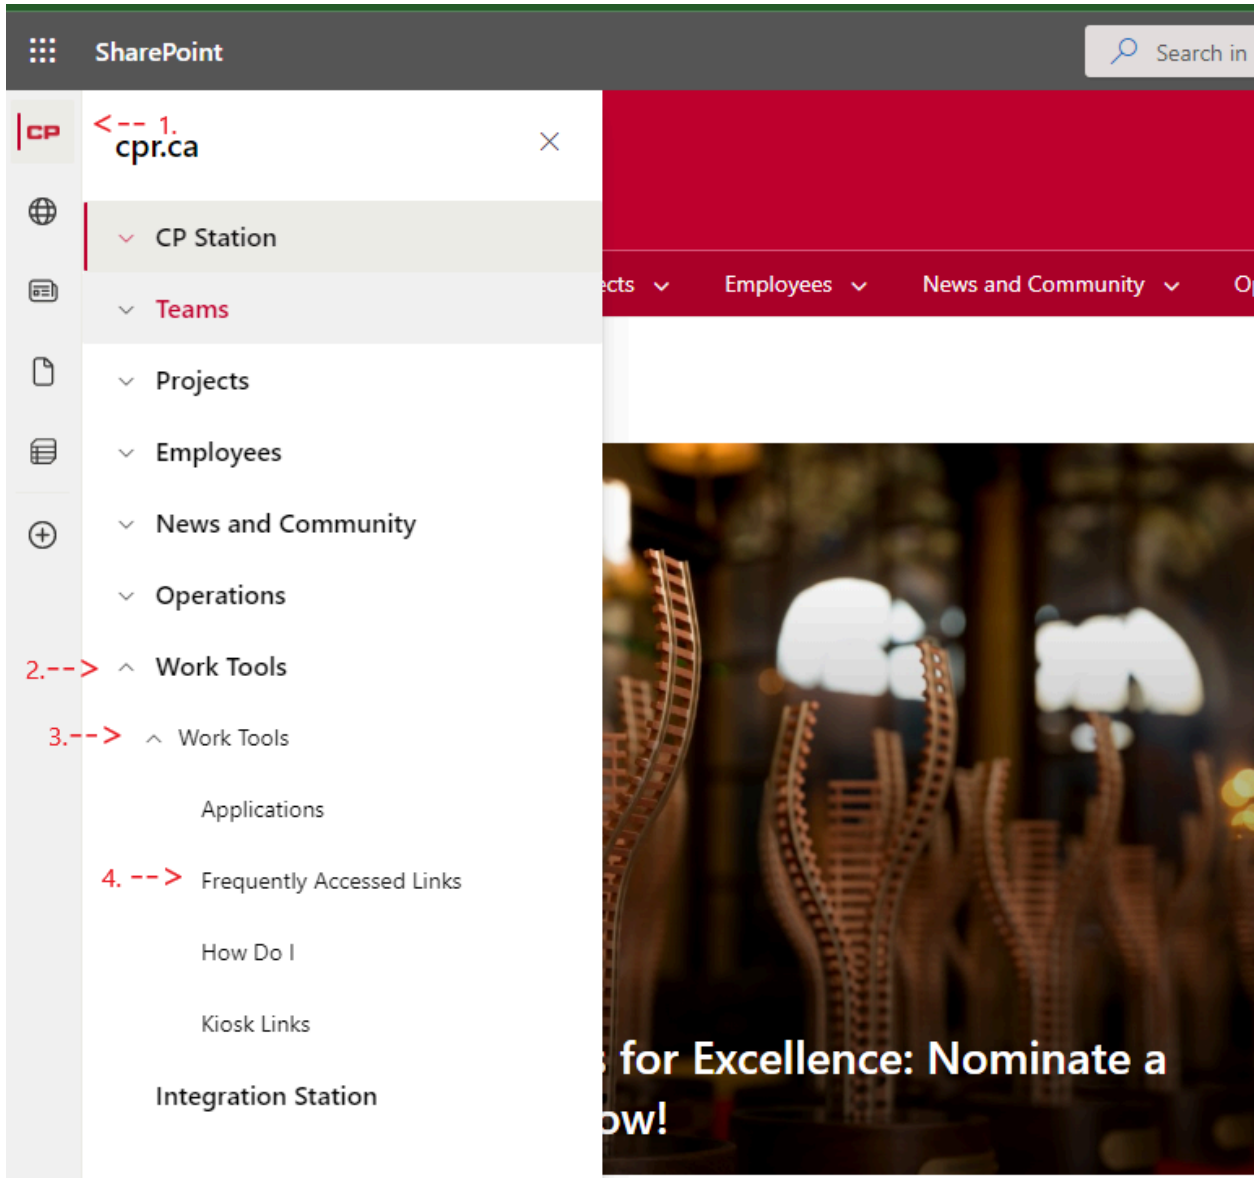 SharePoint
Search in
CP
<-- 1.
cpr.ca
CP Station
Teams
Projects
Employees
News and Community
Operations
2.--> Work Tools
3.--> Work Tools
Applications
4. --> Frequently Accessed Links
How Do I
Kiosk Links
Integration Station
Employees
News and Community
for Excellence: Nominate a